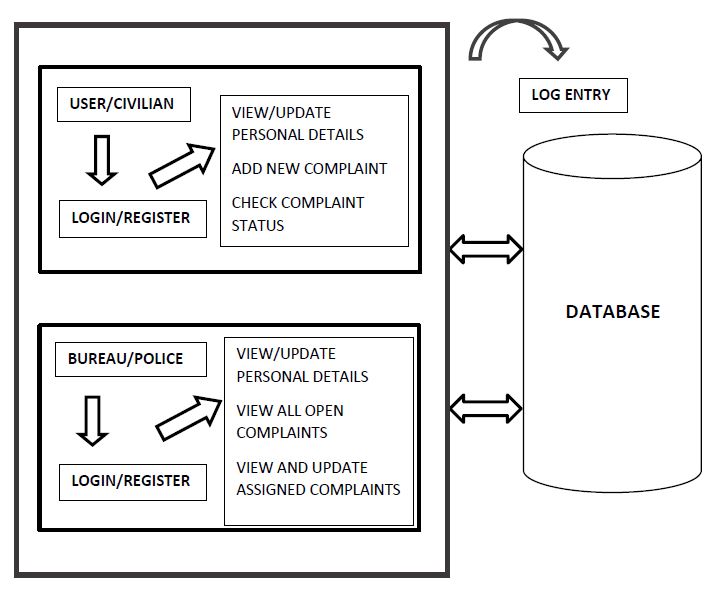 USER/CIVILIAN
LOGIN/REGISTER
VIEW/UPDATE
PERSONAL DETAILS
ADD NEW COMPLAINT
CHECK COMPLAINT
STATUS
BUREAU/POLICE
LOGIN/REGISTER
VIEW/UPDATE
PERSONAL DETAILS
VIEW ALL OPEN
COMPLAINTS
VIEW AND UPDATE
ASSIGNED COMPLAINTS
LOG ENTRY
DATABASE